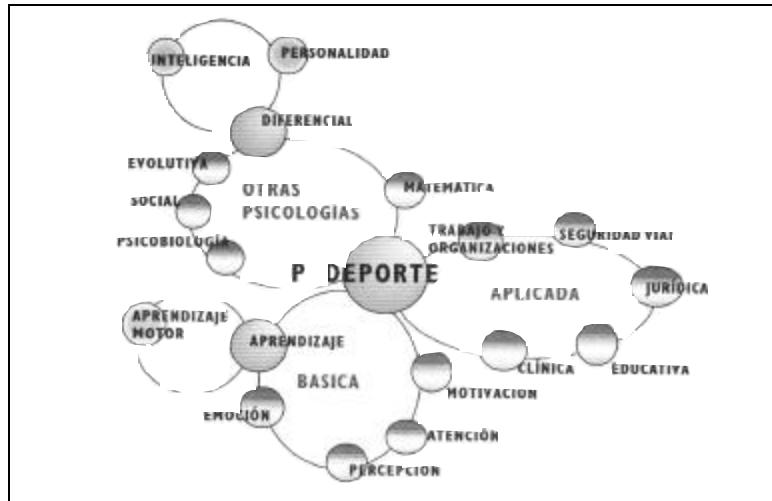 INTELIGENCIA
PERSONALIDAD
DIFERENCIAL
EVOLUTIVA
SOCIAL
PSICOBIOLOGÍA
OTRAS
PSICOLOGÍAS
MATEMATICA
TRABAJO Y
ORGANIZACIONES
SEGURIDAD VIAL
P DEPORTE
APLICADA
JURÍDICA
APRENDIZAJE
MOTOR
APRENDIZAJE
BASICA
CLÍNICA
EDUCATIVA
MOTIVACION
EMOCIÓN
ATENCIÓN
PERCEPCION